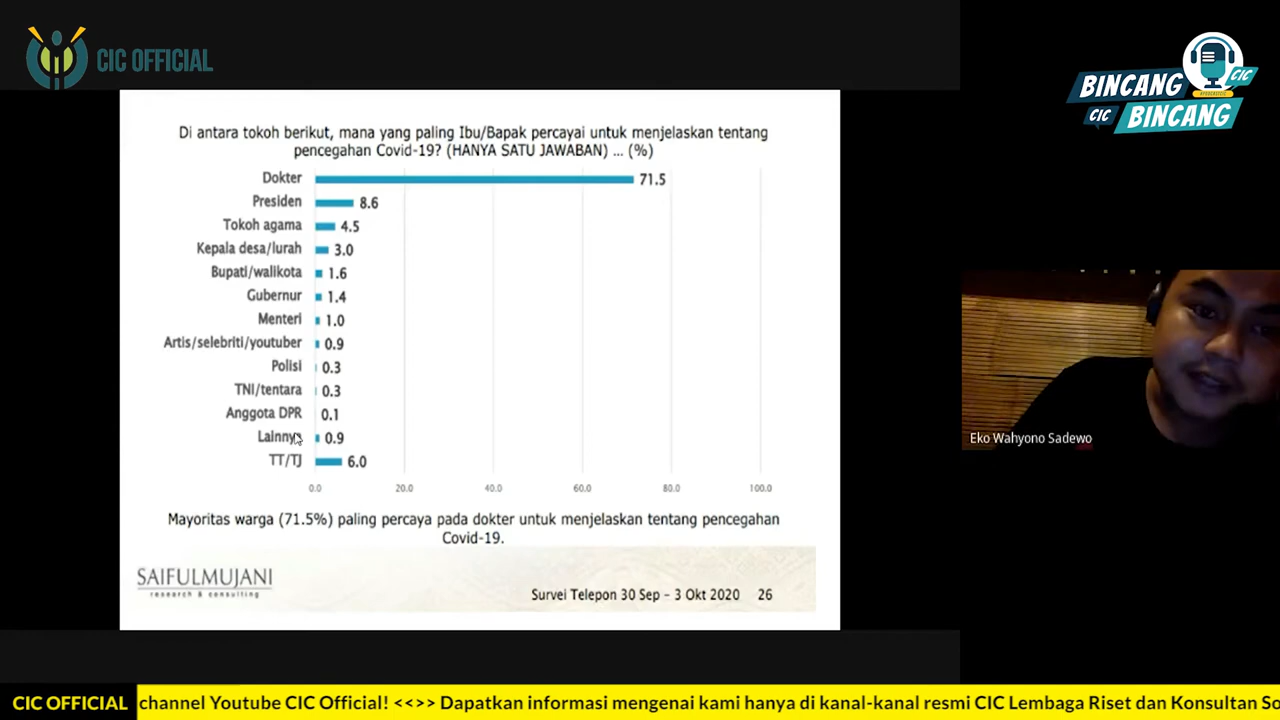 CIC OFFICIAL
BINCANG
CIC
CIC BINCANG
Di antara tokoh berikut, mana yang paling Ibu/Bapak percayai untuk menjelaskan tentang
pencegahan Covid-19? (HANYA SATU JAWABAN) ... (%)
Dokter 71.5
Presiden 8.6
Tokoh agama 4.5
Kepala desa/lurah 3.0
Bupati/walikota 1.6
Gubernur 1.4
Menteri 1.0
Artis/selebriti/youtuber 0.9
Polisi 0.3
TNI/tentara 0.3
Anggota DPR 0.1
Lainnya 0.9
TT/TJ 6.0
0.0 20.0 40.0 60.0 80.0 100.0
Mayoritas warga (71.5%) paling percaya pada dokter untuk menjelaskan tentang pencegahan
Covid-19.
SAIFULMUJANI
research & consulting
Survei Telepon 30 Sep – 3 Okt 2020 26
Eko Wahyono Sadewo
CIC OFFICIAL channel Youtube CIC Official! <<>> Dapatkan informasi mengenai kami hanya di kanal-kanal resmi CIC Lembaga Riset dan Konsultan So